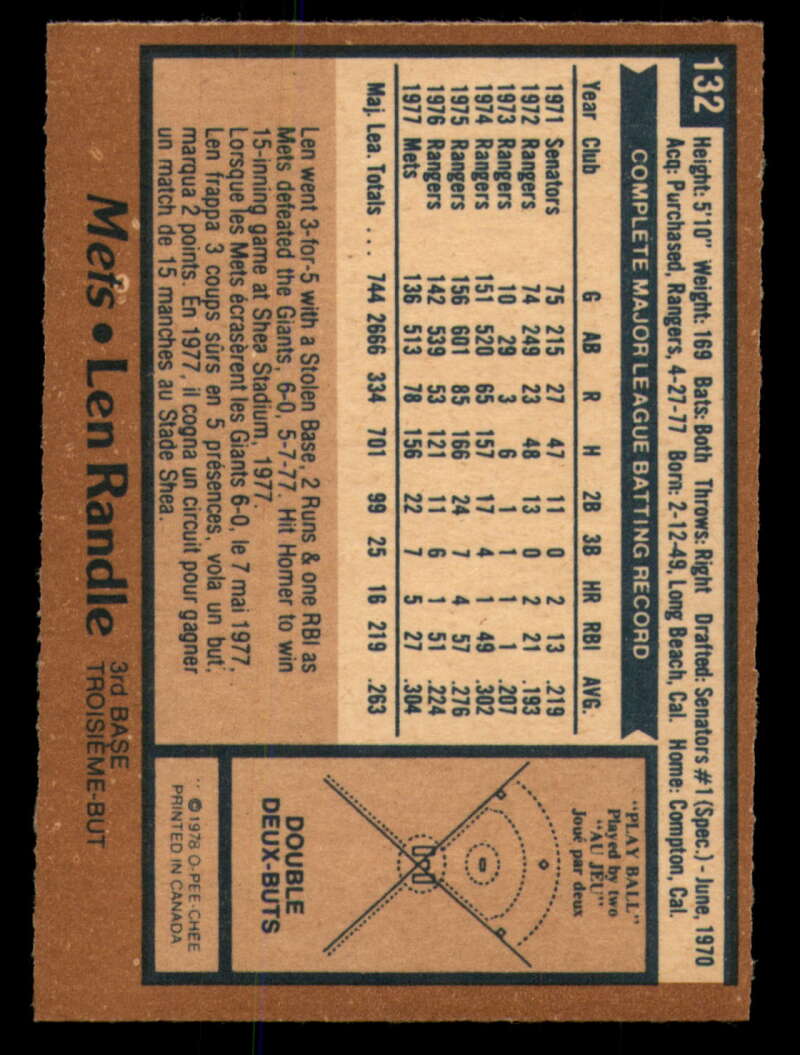 132
Height: 5'10" Weight: 169 Bats: Both Throws: Right Drafted: Senators #1 (Spec.) - June, 1970
Acq: Purchased, Rangers, 4-27-77 Born: 2-12-49, Long Beach, Cal. Home: Compton, Cal.
COMPLETE MAJOR LEAGUE BATTING RECORD
Year Club G AB R H 2B 3B HR RBI AVG.
1971 Senators 75 215 27 47 11 0 2 13 .219
1972 Rangers 74 249 23 48 13 0 2 21 .193
1973 Rangers 10 29 3 6 1 1 1 1 .207
1974 Rangers 151 520 65 157 17 4 1 49 .302
1975 Rangers 156 601 85 166 24 7 4 57 .276
1976 Rangers 142 539 53 121 11 6 1 51 .224
1977 Mets 136 513 78 156 22 7 5 27 .304
Maj. Lea. Totals ... 744 2666 334 701 99 25 16 219 .263
Len went 3-for-5 with a Stolen Base, 2 Runs & one RBI as
Mets defeated the Giants, 6-0, 5-7-77. Hit Homer to win
15-inning game at Shea Stadium, 1977.
Lorsque les Mets écrasèrent les Giants 6-0, le 7 mai 1977,
Len frappa 3 coups sûrs en 5 présences, vola un but,
marqua 2 points. En 1977, il cogna un circuit pour gagner
un match de 15 manches au Stade Shea.
"PLAY BALL"
Played by two
"AU JEU"
Joué par deux
DOUBLE
DEUX-BUTS
** ©1978 O-PEE-CHEE
PRINTED IN CANADA
Mets • Len Randle
3rd BASE
TROISIÈME-BUT